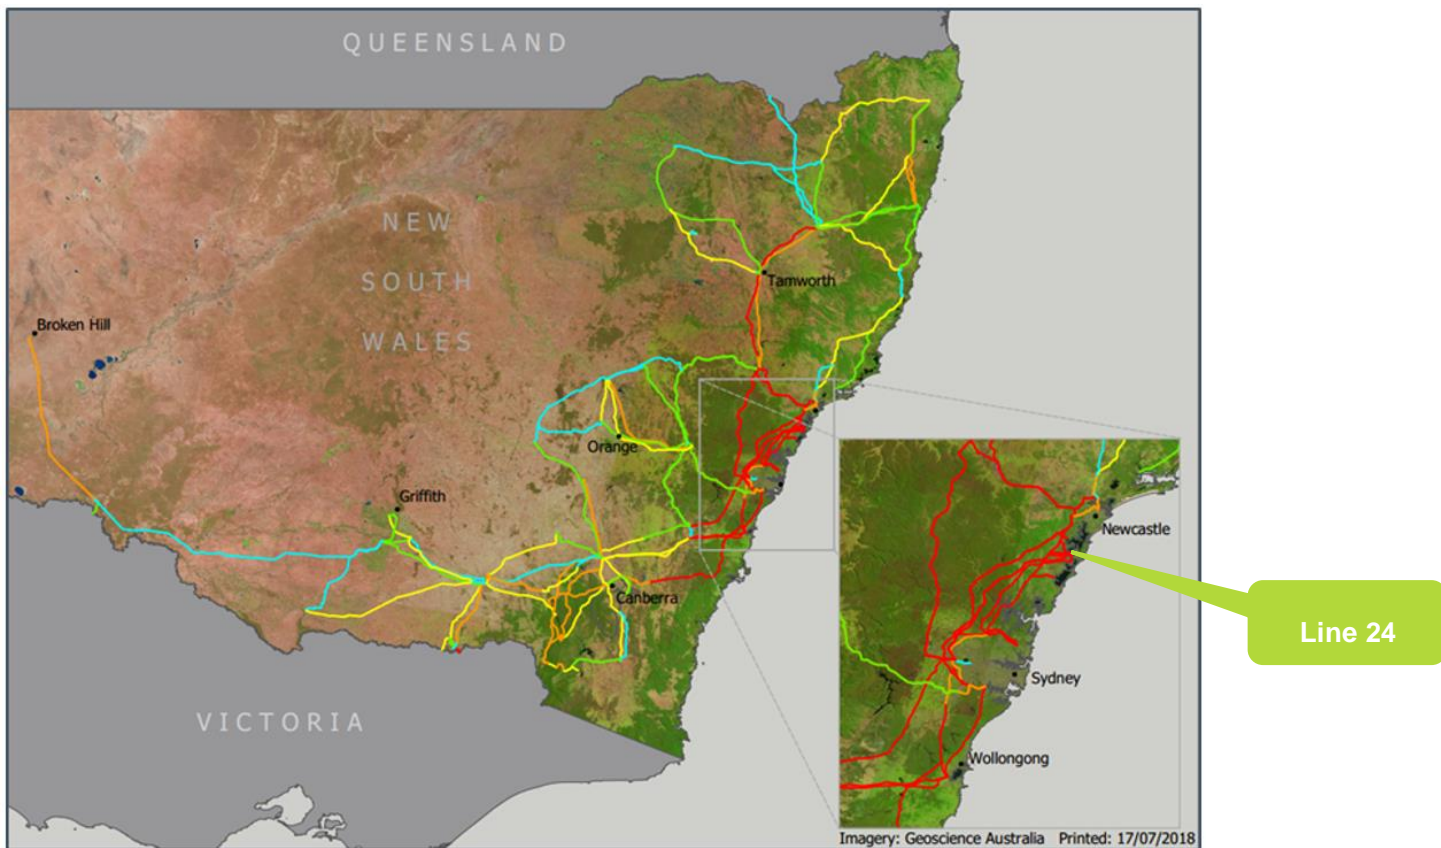 QUEENSLAND
NEW
SOUTH
WALES
Tamworth
Broken Hill
Orange
Griffith
Canberra
VICTORIA
Newcastle
Sydney
Wollongong
Line 24
Imagery: Geoscience Australia Printed: 17/07/2018